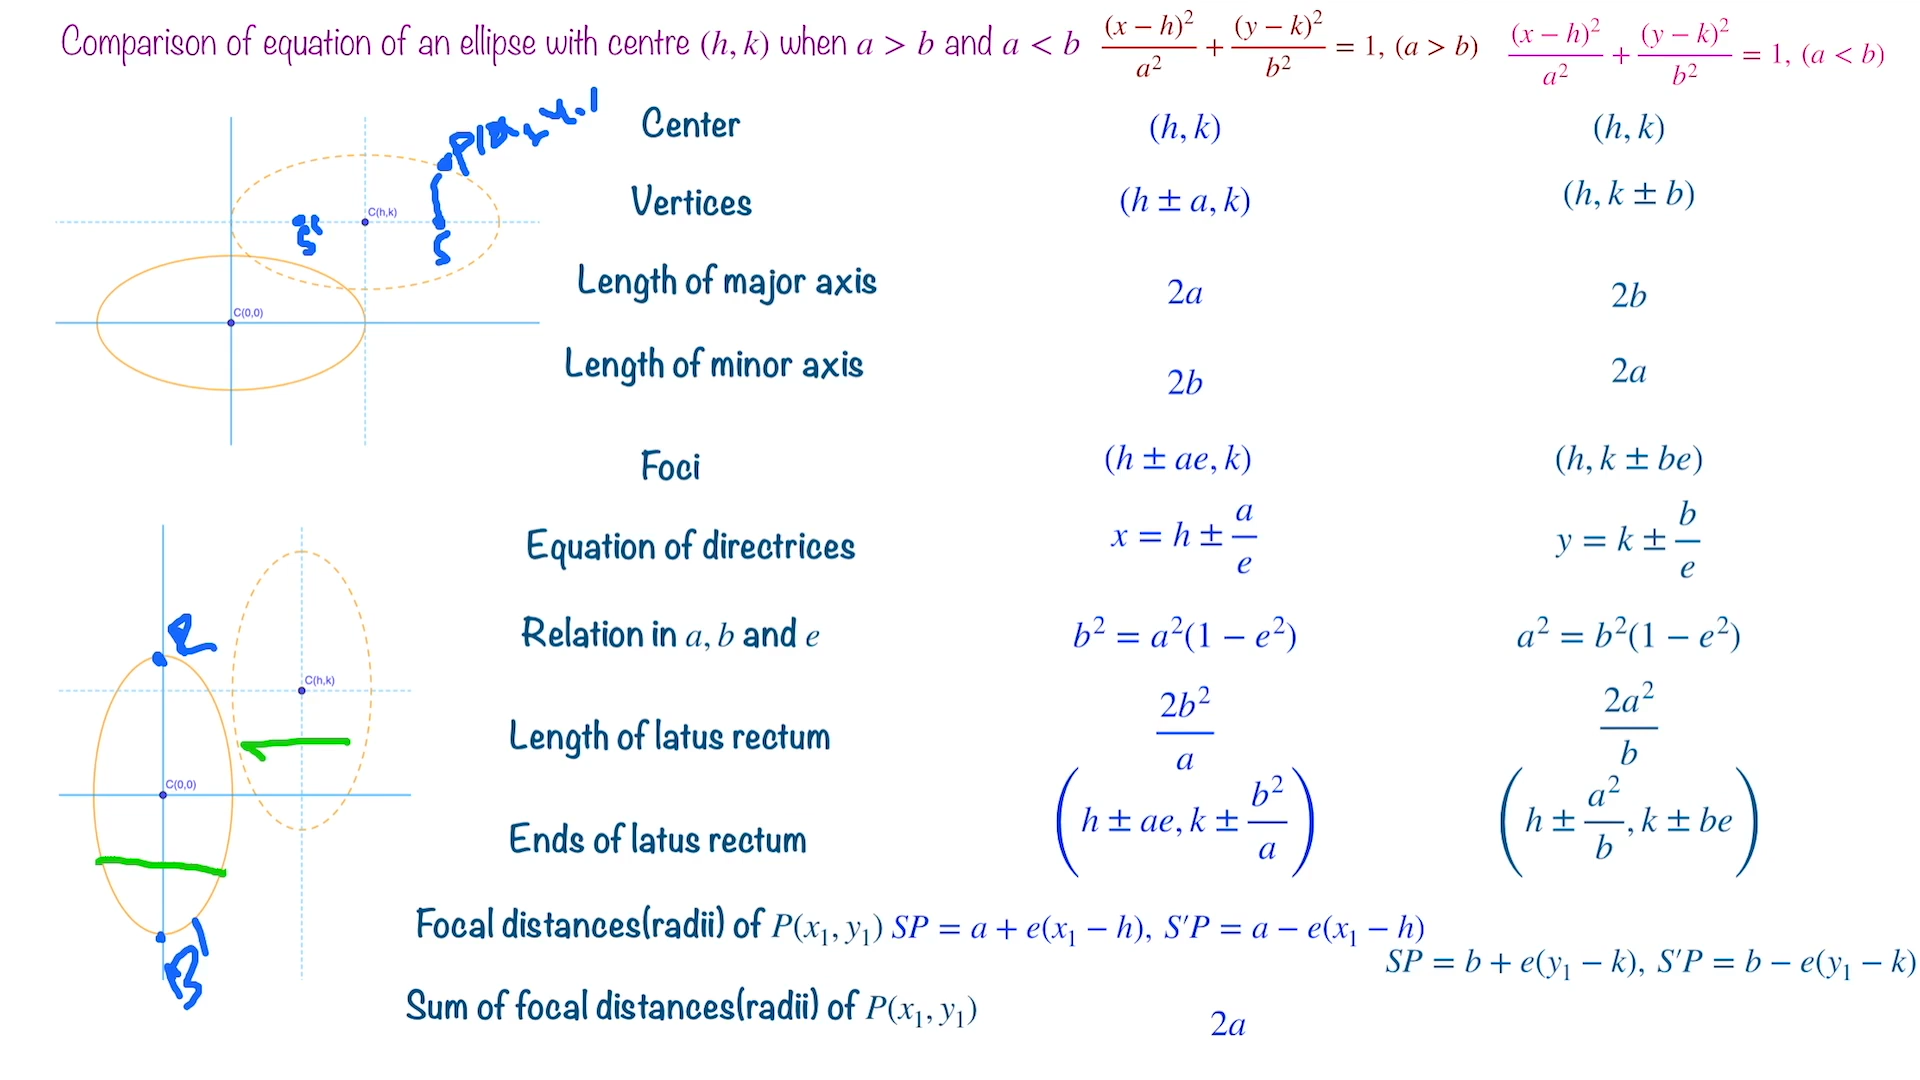 Comparison of equation of an ellipse with centre (h, k) when a > b and a < b (x − h)²/a² + (y − k)²/b² = 1, (a > b) (x − h)²/a² + (y − k)²/b² = 1, (a < b)
Center (h, k) (h, k)
Vertices (h ± a, k) (h, k ± b)
Length of major axis 2a 2b
Length of minor axis 2b 2a
Foci (h ± ae, k) (h, k ± be)
Equation of directrices x = h ± a/e y = k ± b/e
Relation in a, b and e b² = a²(1 − e²) a² = b²(1 − e²)
Length of latus rectum 2b²/a 2a²/b
Ends of latus rectum (h ± ae, k ± b²/a) (h ± a²/b, k ± be)
Focal distances(radii) of P(x₁, y₁) SP = a + e(x₁ − h), S′P = a − e(x₁ − h)
SP = b + e(y₁ − k), S′P = b − e(y₁ − k)
Sum of focal distances(radii) of P(x₁, y₁) 2a
C(h,k)
S'
S
C(0,0)
C(h,k)
C(0,0)
B'